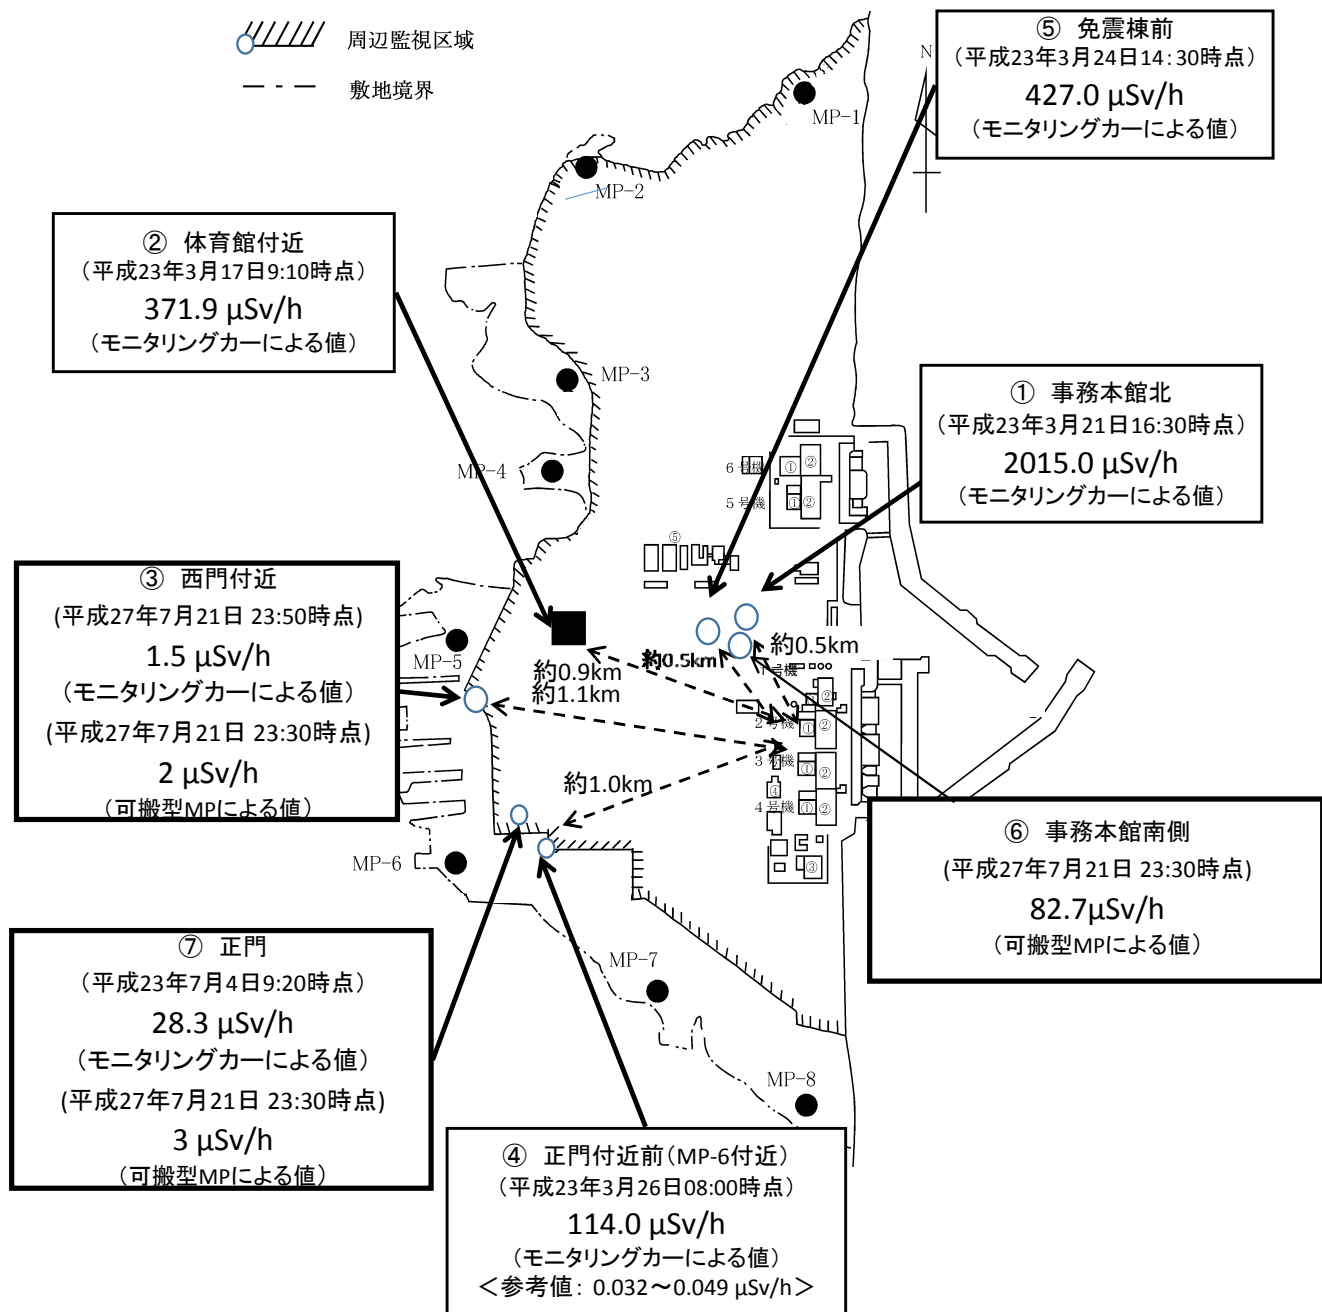 周辺監視区域
敷地境界
⑤ 免震棟前
（平成23年3月24日14：30時点）
427.0 μSv/h
（モニタリングカーによる値）
N
MP-1
MP-2
② 体育館付近
（平成23年3月17日9:10時点）
371.9 μSv/h
（モニタリングカーによる値）
MP-3
① 事務本館北
（平成23年3月21日16:30時点）
2015.0 μSv/h
（モニタリングカーによる値）
MP-4
6号機
①
②
5号機
①
②
⑤
③ 西門付近
(平成27年7月21日 23:50時点)
1.5 μSv/h
（モニタリングカーによる値）
(平成27年7月21日 23:30時点)
2 μSv/h
（可搬型MPによる値）
MP-5
約0.9km
約1.1km
約0.5km
約0.5km
1号機
②
2号機
①
②
3号機
①
②
約1.0km
④
4号機
①
②
③
MP-6
⑥ 事務本館南側
(平成27年7月21日 23:30時点)
82.7μSv/h
（可搬型MPによる値）
⑦ 正門
（平成23年7月4日9:20時点）
28.3 μSv/h
（モニタリングカーによる値）
(平成27年7月21日 23:30時点)
3 μSv/h
（可搬型MPによる値）
MP-7
MP-8
④ 正門付近前（MP-6付近）
（平成23年3月26日08:00時点）
114.0 μSv/h
（モニタリングカーによる値）
＜参考値：0.032～0.049 μSv/h＞